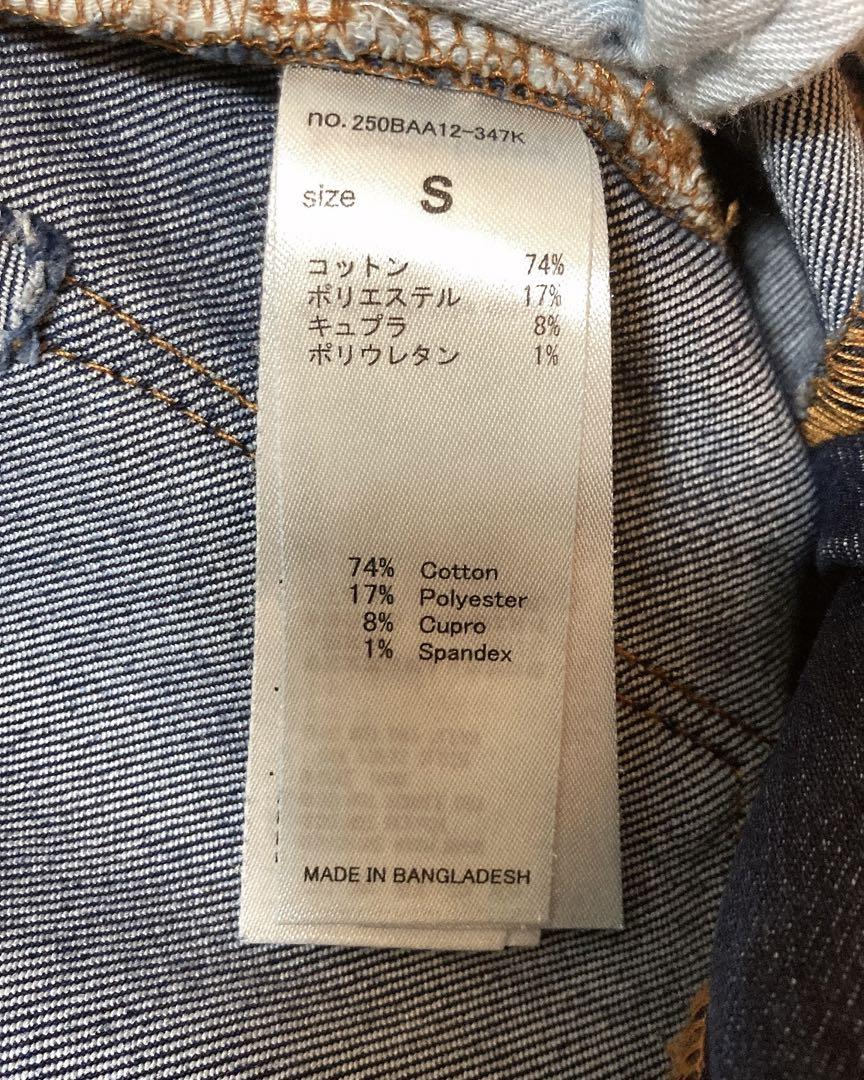 no. 250BAA12-347K
size S
コットン 74%
ポリエステル 17%
キュプラ 8%
ポリウレタン 1%
74% Cotton
17% Polyester
8% Cupro
1% Spandex
MADE IN BANGLADESH